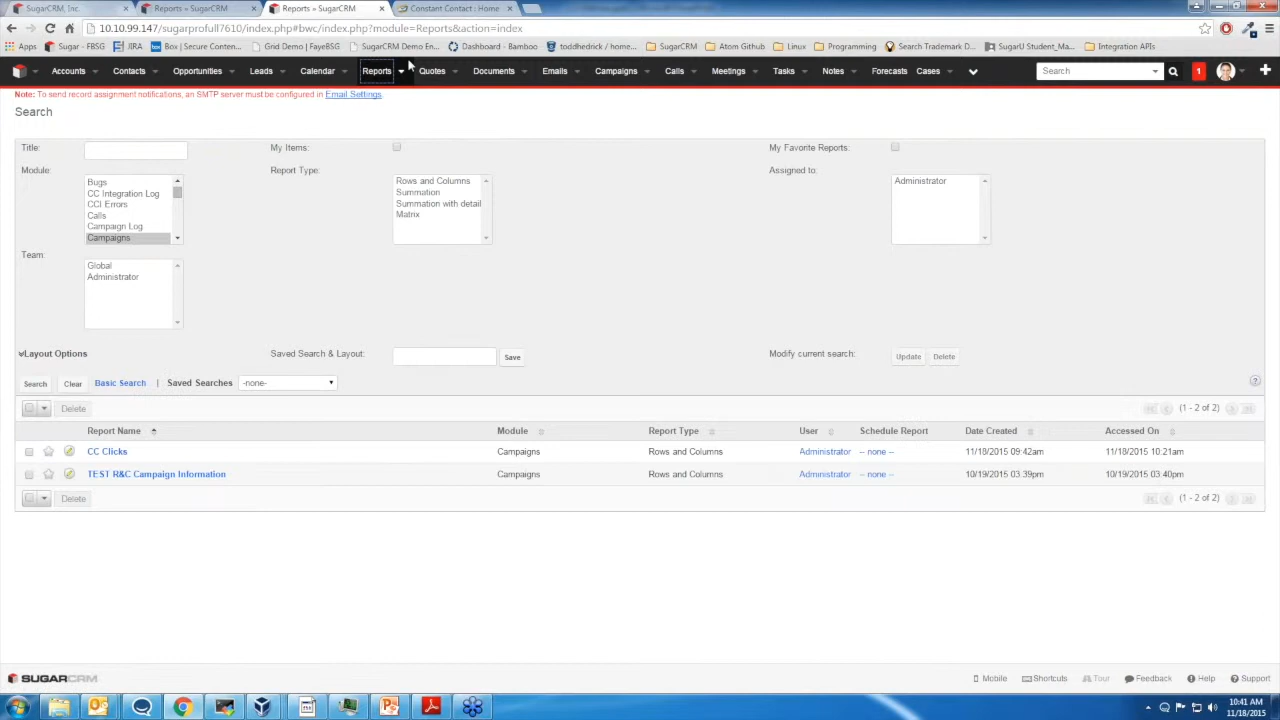 SugarCRM, Inc.
Reports » SugarCRM
Reports » SugarCRM
Constant Contact : Home
10.10.99.147/sugarprofull7610/index.php#bwc/index.php?module=Reports&action=index
Apps
Sugar - FBSG
JIRA
Box | Secure Conten...
Grid Demo | FayeBSG
SugarCRM Demo En...
Dashboard - Bamboo
toddhedrick / home...
SugarCRM
Atom Github
Linux
Programming
Search Trademark D...
SugarU Student_Ma...
Integration APIs
Accounts
Contacts
Opportunities
Leads
Calendar
Reports
Quotes
Documents
Emails
Campaigns
Calls
Meetings
Tasks
Notes
Forecasts
Cases
Search
1
Note: To send record assignment notifications, an SMTP server must be configured in Email Settings.
Search
Title:
My Items:
My Favorite Reports:
Module:
Bugs
CC Integration Log
CCI Errors
Calls
Campaign Log
Campaigns
Report Type:
Rows and Columns
Summation
Summation with detail
Matrix
Assigned to:
Administrator
Team:
Global
Administrator
Layout Options
Saved Search & Layout:
Save
Modify current search:
Update
Delete
Search
Clear
Basic Search | Saved Searches
-none-
Delete
(1 - 2 of 2)
Report Name
Module
Report Type
User
Schedule Report
Date Created
Accessed On
CC Clicks
Campaigns
Rows and Columns
Administrator
-- none --
11/18/2015 09:42am
11/18/2015 10:21am
TEST R&C Campaign Information
Campaigns
Rows and Columns
Administrator
-- none --
10/19/2015 03:39pm
10/19/2015 03:40pm
Delete
(1 - 2 of 2)
SUGARCRM
Mobile
Shortcuts
Tour
Feedback
Help
Support
10:41 AM
11/18/2015